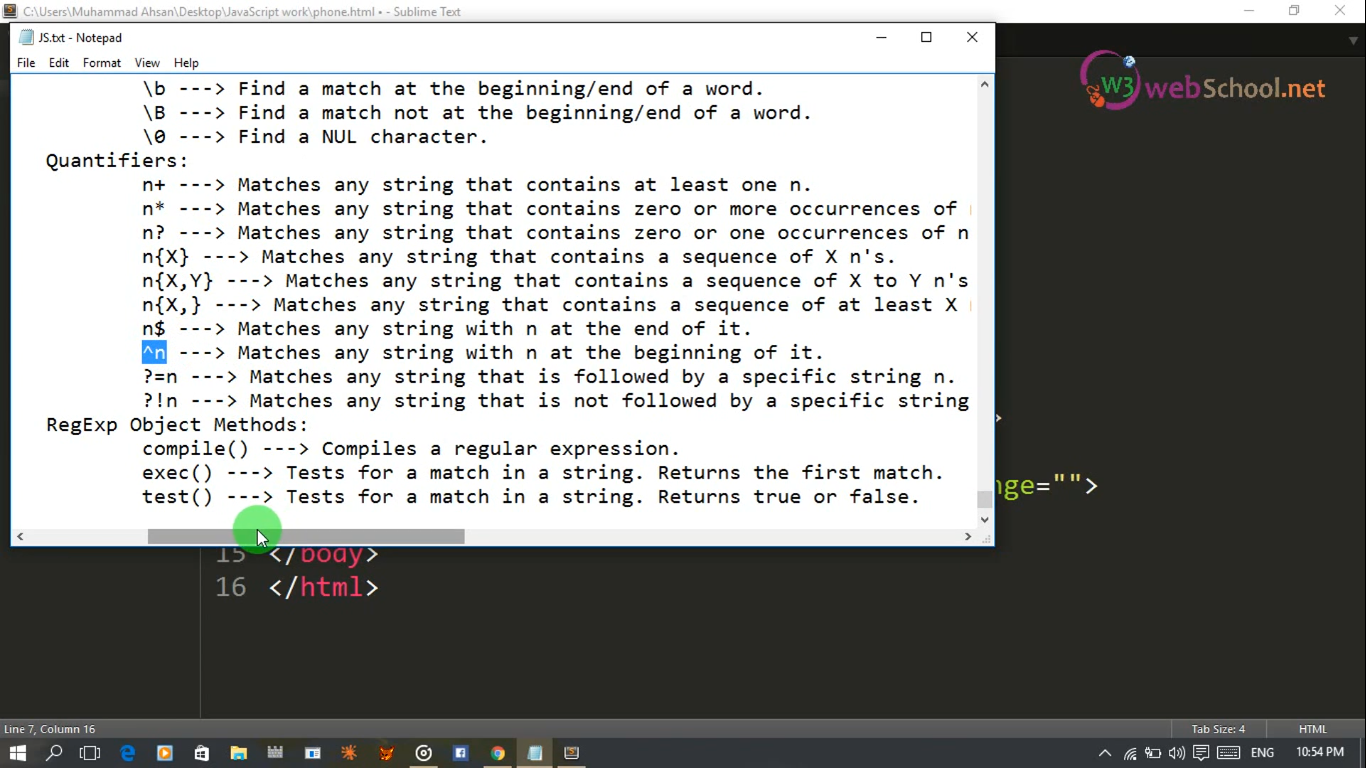 C:\Users\Muhammad Ahsan\Desktop\JavaScript work\phone.html • - Sublime Text
JS.txt - Notepad
File Edit Format View Help
W3 webSchool.net
\b ---> Find a match at the beginning/end of a word.
\B ---> Find a match not at the beginning/end of a word.
\0 ---> Find a NUL character.
Quantifiers:
n+ ---> Matches any string that contains at least one n.
n* ---> Matches any string that contains zero or more occurrences of
n? ---> Matches any string that contains zero or one occurrences of n
n{X} ---> Matches any string that contains a sequence of X n's.
n{X,Y} ---> Matches any string that contains a sequence of X to Y n's
n{X,} ---> Matches any string that contains a sequence of at least X
n$ ---> Matches any string with n at the end of it.
^n ---> Matches any string with n at the beginning of it.
?=n ---> Matches any string that is followed by a specific string n.
?!n ---> Matches any string that is not followed by a specific string
RegExp Object Methods:
compile() ---> Compiles a regular expression.
exec() ---> Tests for a match in a string. Returns the first match.
nge="">
test() ---> Tests for a match in a string. Returns true or false.
15 </body>
16 </html>
Line 7, Column 16 Tab Size: 4 HTML
ENG 10:54 PM